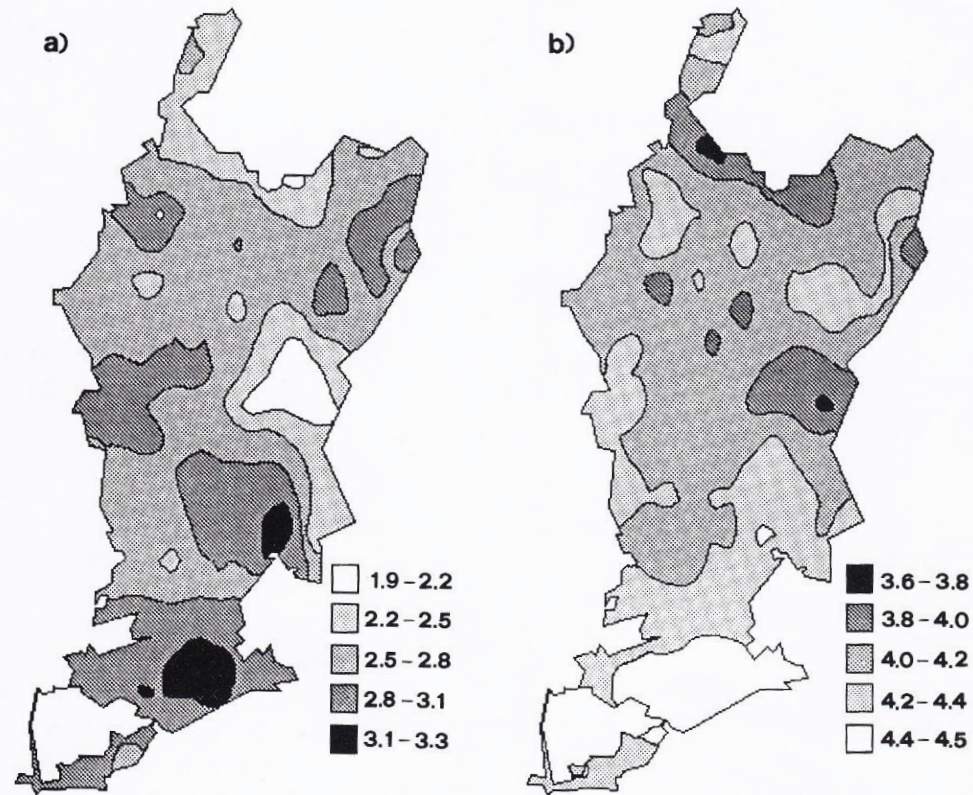 a)
1.9 – 2.2
2.2 – 2.5
2.5 – 2.8
2.8 – 3.1
3.1 – 3.3
b)
3.6 – 3.8
3.8 – 4.0
4.0 – 4.2
4.2 – 4.4
4.4 – 4.5